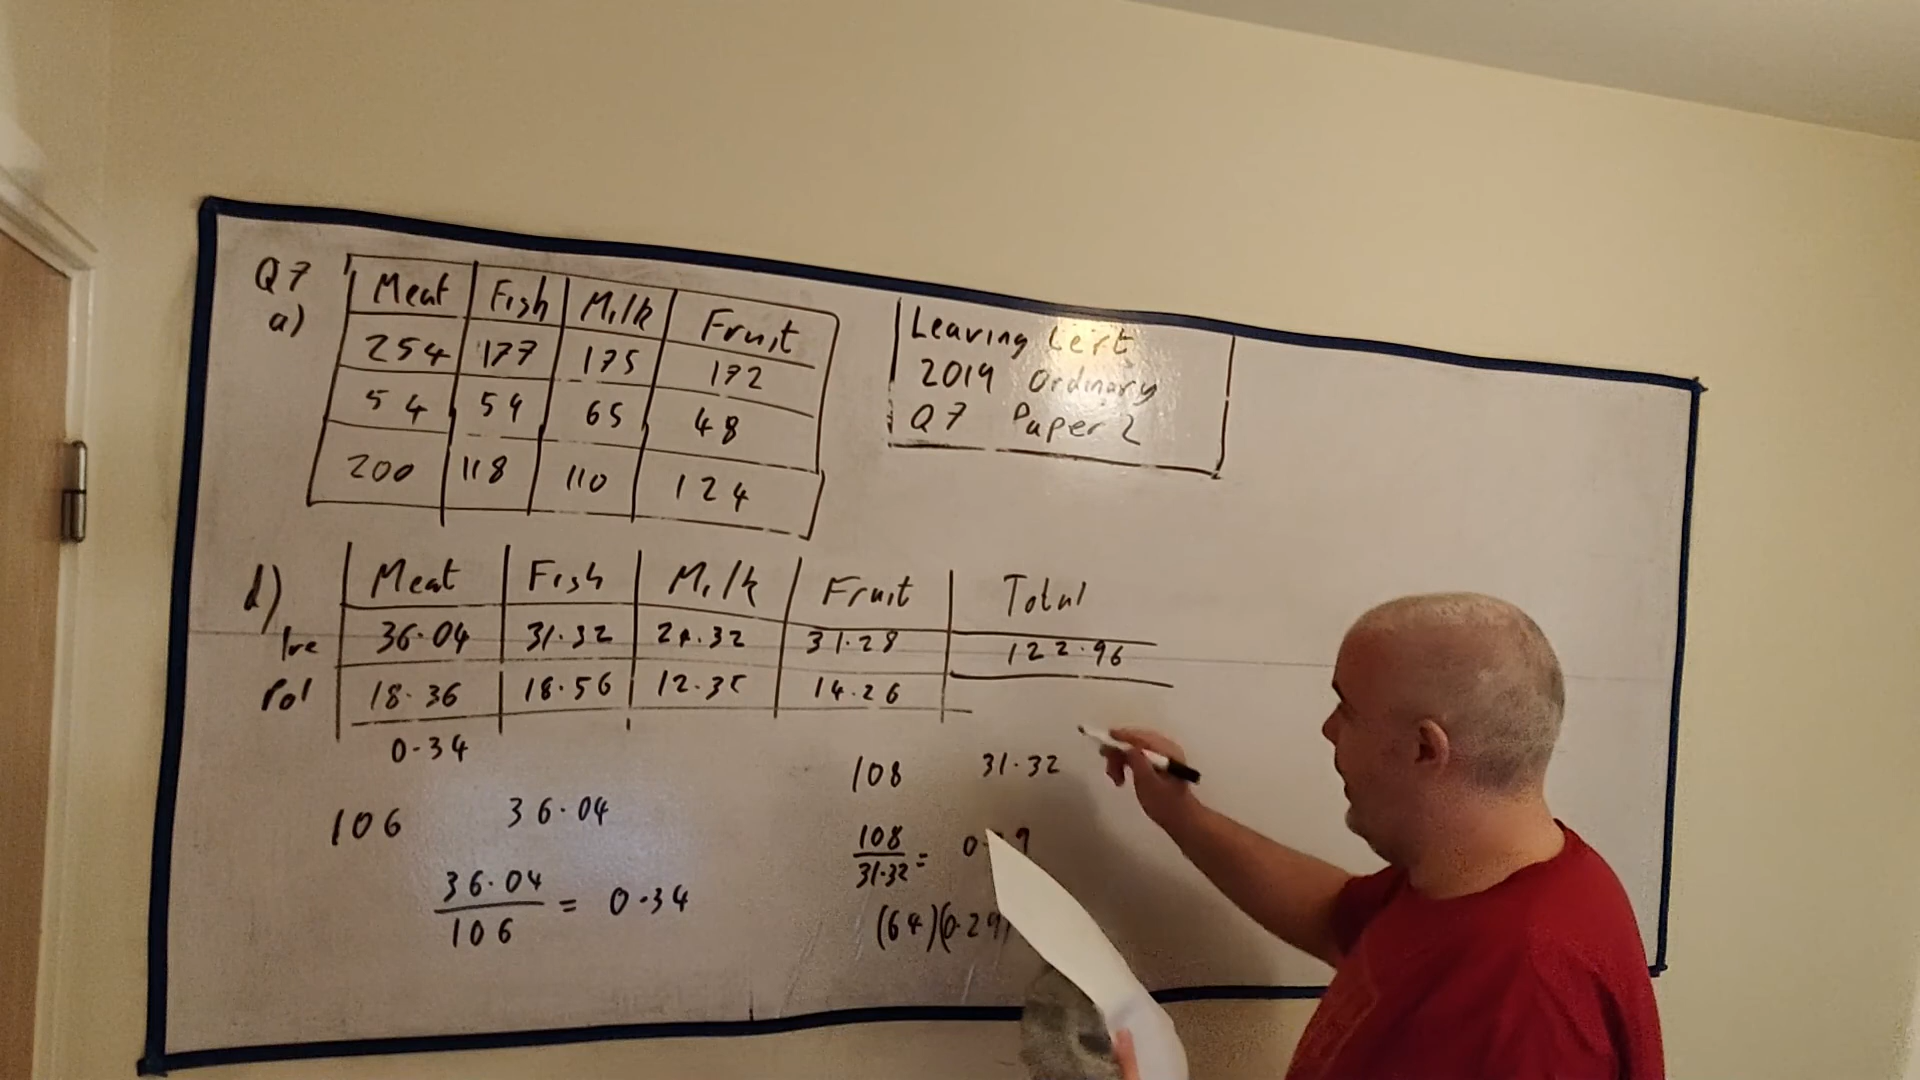 Q7
a)
Meat Fish Milk Fruit
254 177 175 172
54 59 65 48
200 118 110 124
Leaving Cert
2019 Ordinary
Q7 Paper 2
d) Meat Fish Milk Fruit Total
Ire 36.04 31.32 24.32 31.28 122.96
Pol 18.36 18.56 12.35 14.26
0.34
106 36.04
36.04
106
= 0.34
108 31.32
108
31.32
=
(64)(0.29